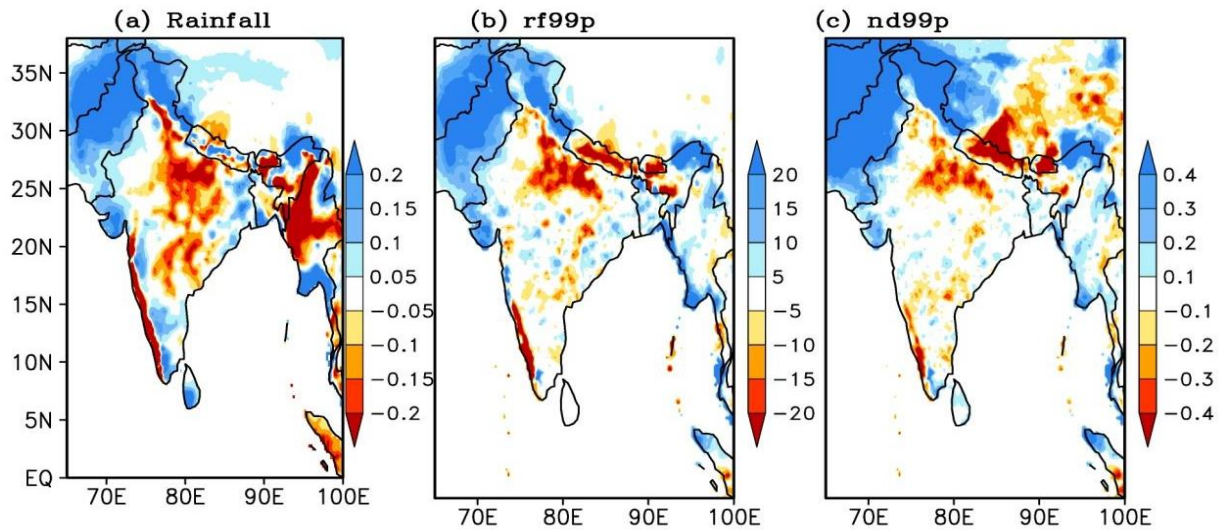 (a) Rainfall
(b) rf99p
(c) nd99p
35N
30N
25N
20N
15N
10N
5N
EQ
70E 80E 90E 100E
0.2
0.15
0.1
0.05
−0.05
−0.1
−0.15
−0.2
70E 80E 90E 100E
20
15
10
5
−5
−10
−15
−20
70E 80E 90E 100E
0.4
0.3
0.2
0.1
−0.1
−0.2
−0.3
−0.4